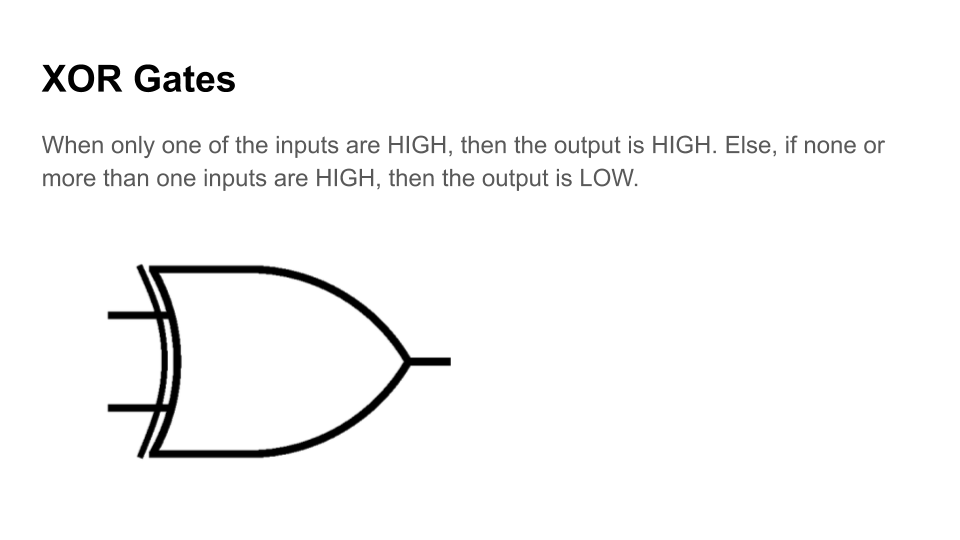 XOR Gates
When only one of the inputs are HIGH, then the output is HIGH. Else, if none or
more than one inputs are HIGH, then the output is LOW.